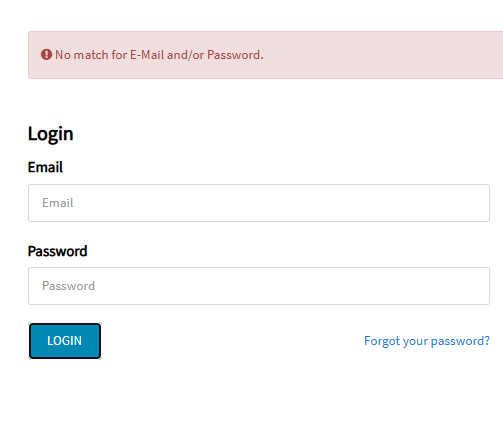 No match for E-Mail and/or Password.
Login
Email
Email
Password
Password
LOGIN
Forgot your password?